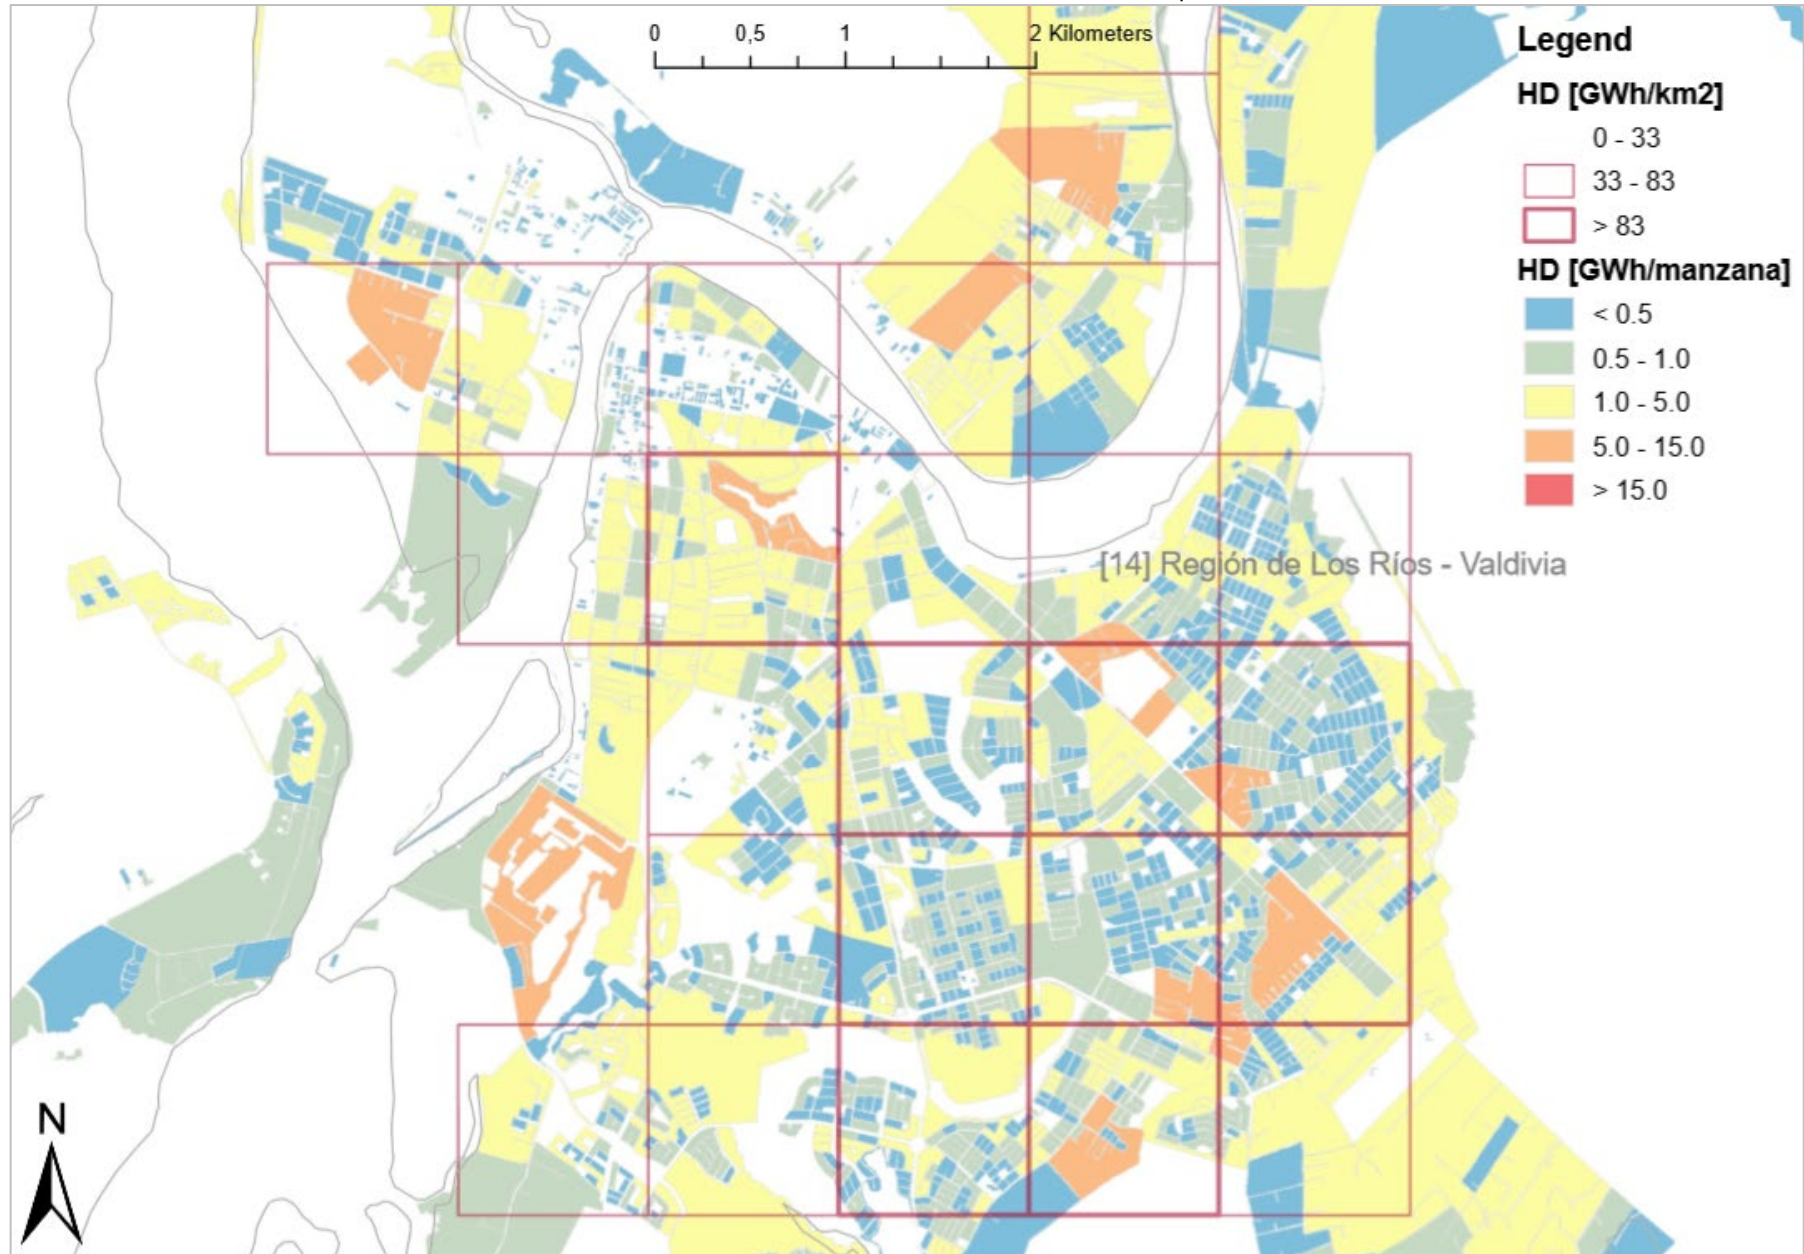 0 0,5 1 2 Kilometers
Legend
HD [GWh/km2]
0 - 33
33 - 83
> 83
HD [GWh/manzana]
< 0.5
0.5 - 1.0
1.0 - 5.0
5.0 - 15.0
> 15.0
[14] Región de Los Ríos - Valdivia
N